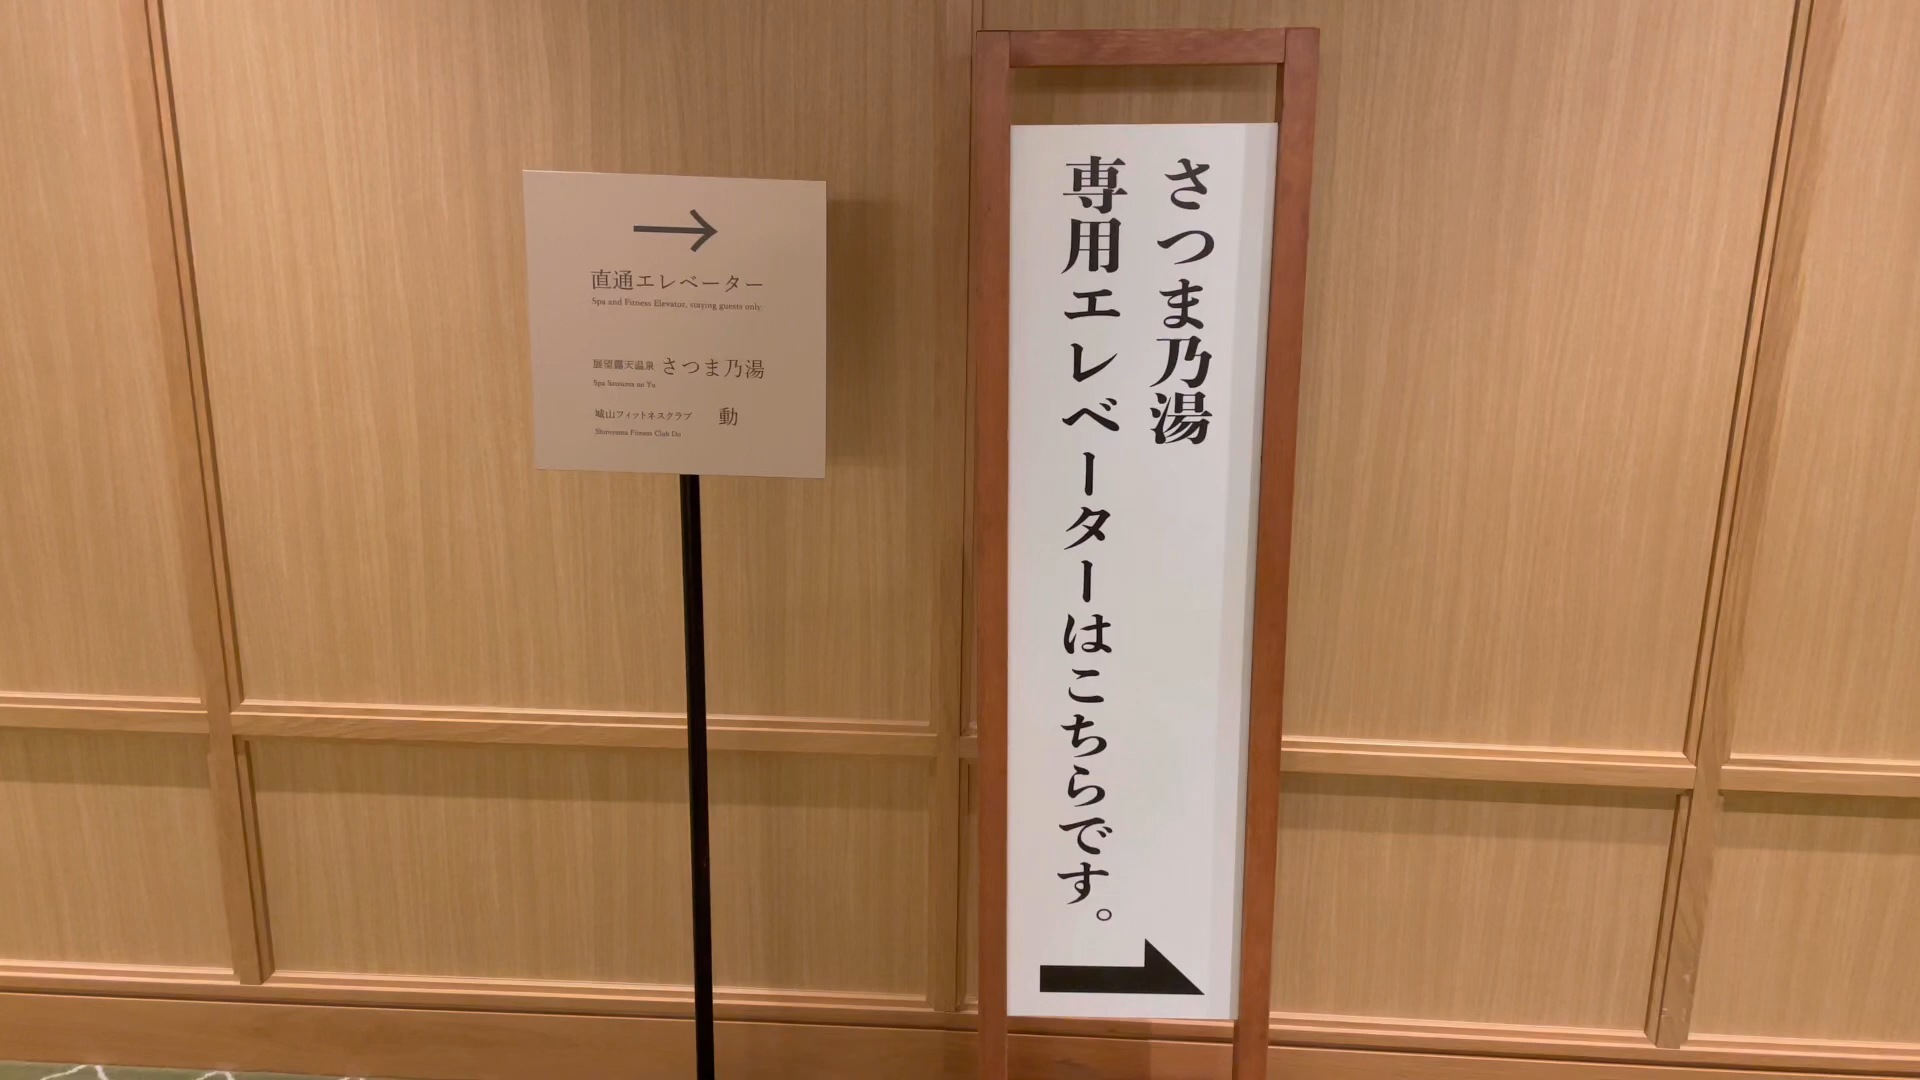 直通エレベーター
Spa and Fitness Elevator, staying guests only.
展望露天温泉 さつま乃湯
Spa Satsuma no Yu
城山フィットネスクラブ 動
Shiroyama Fitness Club Do
さつま乃湯
専用エレベーターはこちらです。